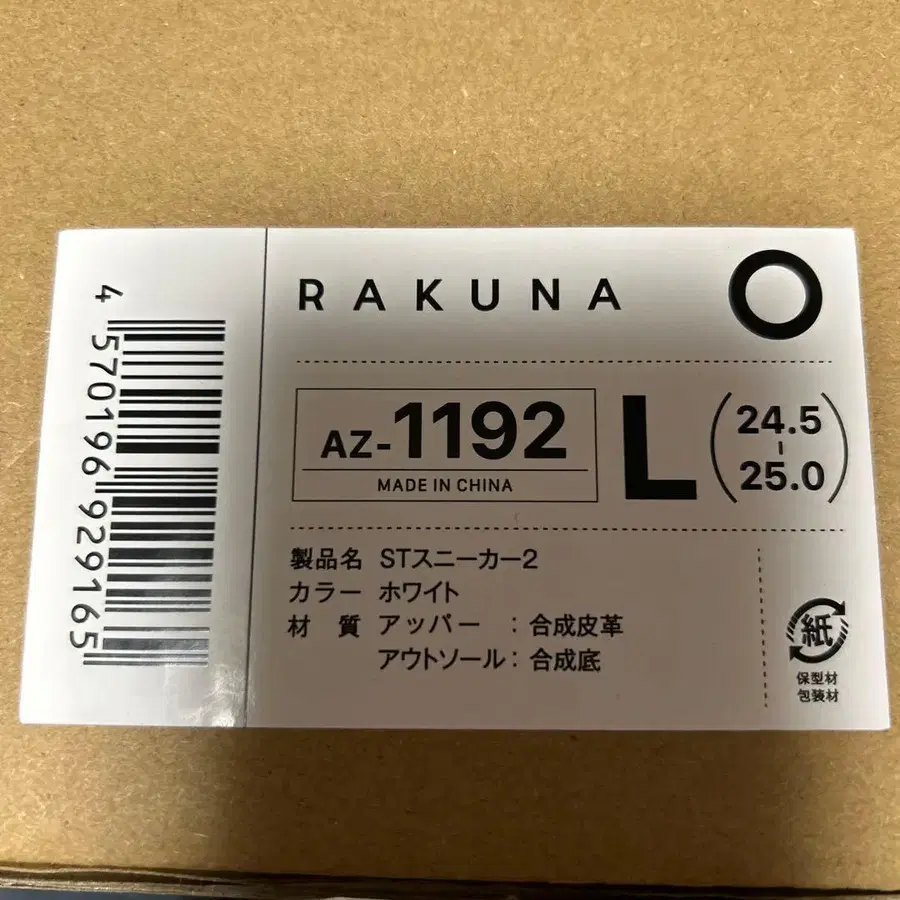 4 570196 929165
RAKUNA
AZ-1192
MADE IN CHINA
L (24.5-25.0)
製品名 STスニーカー2
カラー ホワイト
材 質 アッパー : 合成皮革
アウトソール : 合成底
紙
保型材
包装材